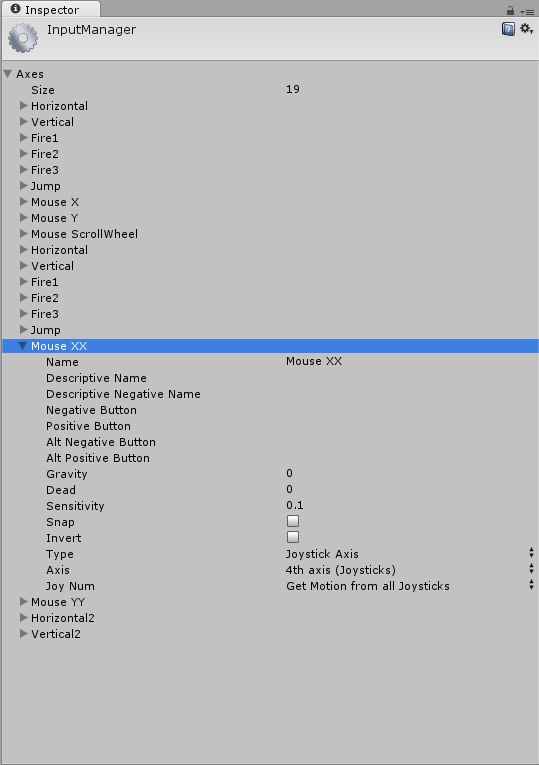 Inspector
InputManager
Axes
Size 19
Horizontal
Vertical
Fire1
Fire2
Fire3
Jump
Mouse X
Mouse Y
Mouse ScrollWheel
Horizontal
Vertical
Fire1
Fire2
Fire3
Jump
Mouse XX
Name Mouse XX
Descriptive Name
Descriptive Negative Name
Negative Button
Positive Button
Alt Negative Button
Alt Positive Button
Gravity 0
Dead 0
Sensitivity 0.1
Snap
Invert
Type Joystick Axis
Axis 4th axis (Joysticks)
Joy Num Get Motion from all Joysticks
Mouse YY
Horizontal2
Vertical2